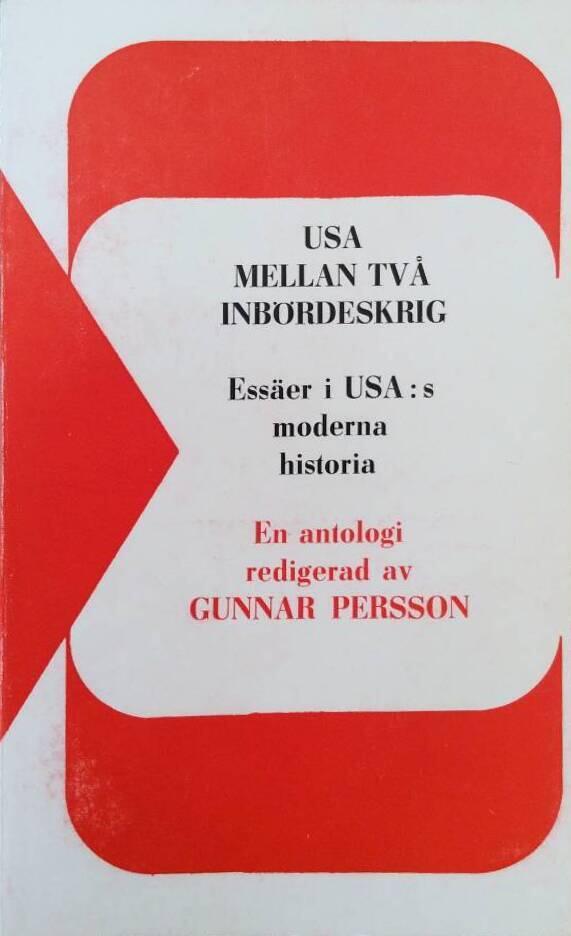 USA
MELLAN TVÅ
INBÖRDESKRIG
Essäer i USA:s
moderna
historia
En antologi
redigerad av
GUNNAR PERSSON